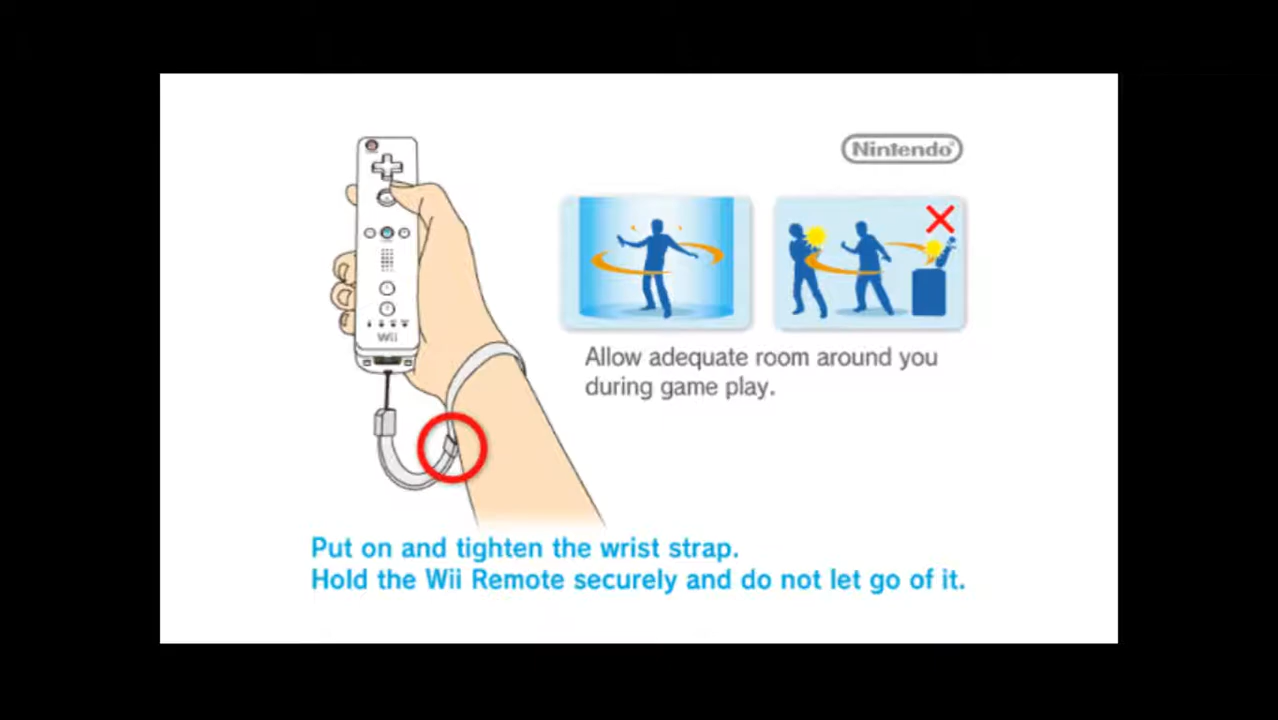 Nintendo
Wii
Allow adequate room around you
during game play.
Put on and tighten the wrist strap.
Hold the Wii Remote securely and do not let go of it.